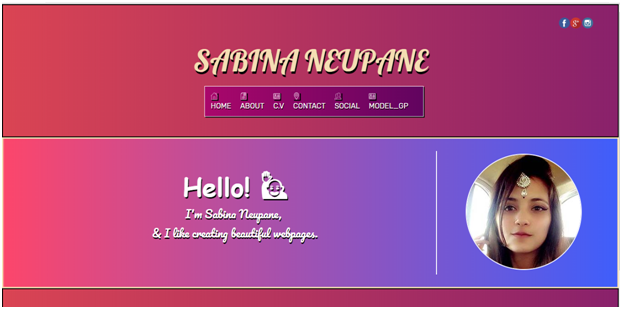 SABINA NEUPANE
HOME ABOUT C.V CONTACT SOCIAL MODEL_GP
Hello!
I'm Sabina Neupane,
& I like creating beautiful webpages.